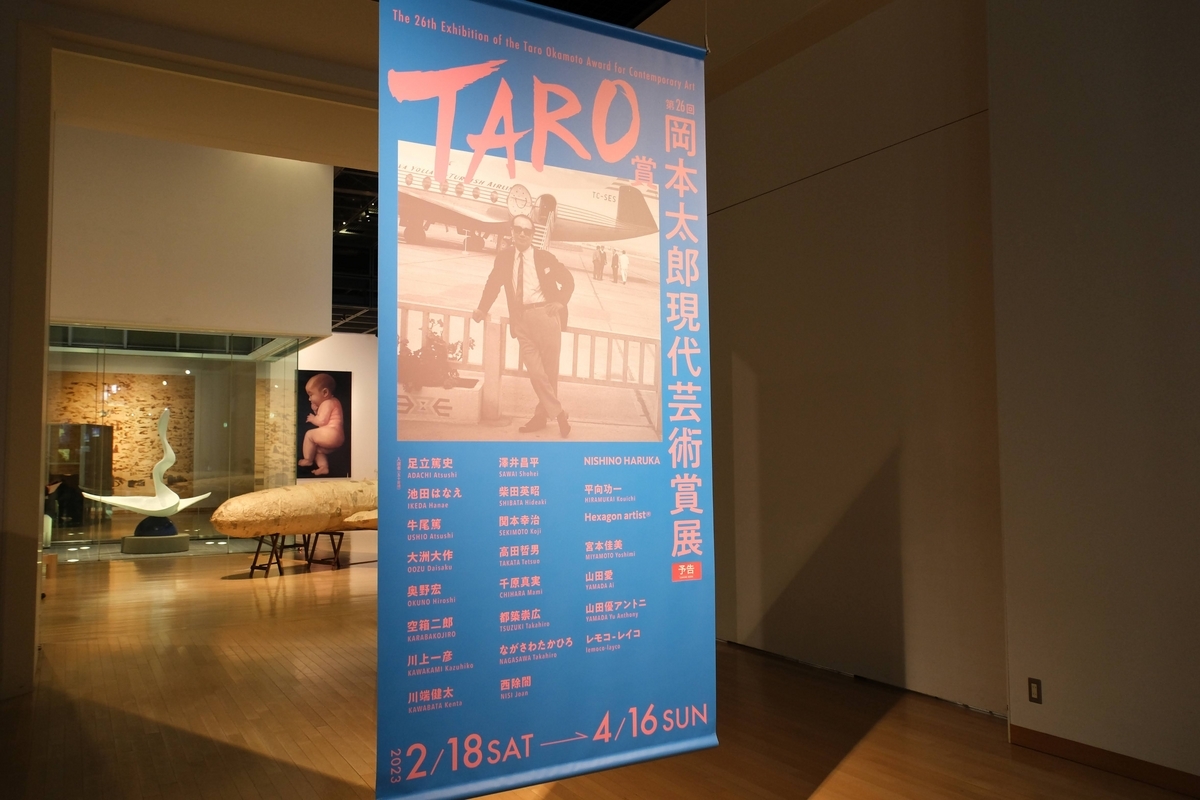 The 26th Exhibition of the Taro Okamoto Award for Contemporary Art
TARO
賞
第26回
岡本太郎現代芸術賞展
予告
TURKISH AIRLI
TC-SES
足立篤史
ADACHI Atsushi
池田はなえ
IKEDA Hanae
牛尾篤
USHIO Atsushi
大洲大作
OOZU Daisaku
奥野宏
OKUNO Hiroshi
空箱二郎
KARABAKOJIRO
川上一彦
KAWAKAMI Kazuhiko
川端健太
KAWABATA Kenta
澤井昌平
SAWAI Shohei
柴田英昭
SHIBATA Hideaki
関本幸治
SEKIMOTO Koji
高田哲男
TAKATA Tetsuo
千原真実
CHIHARA Mami
都築崇広
TSUZUKI Takahiro
ながさわたかひろ
NAGASAWA Takahiro
西除闇
NISI Joan
NISHINO HARUKA
平向功一
HIRAMUKAI Kouichi
Hexagon artist®
宮本佳美
MIYAMOTO Yoshimi
山田愛
YAMADA Ai
山田優アントニ
YAMADA Yu Anthony
レモコ-レイコ
lemoco-layco
2023
2/18 SAT → 4/16 SUN